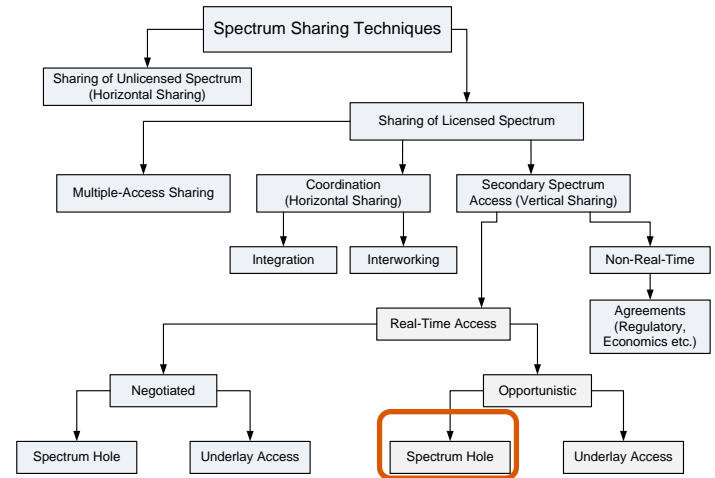 Spectrum Sharing Techniques
Sharing of Unlicensed Spectrum
(Horizontal Sharing)
Sharing of Licensed Spectrum
Multiple-Access Sharing
Coordination
(Horizontal Sharing)
Secondary Spectrum
Access (Vertical Sharing)
Integration
Interworking
Non-Real-Time
Agreements
(Regulatory,
Economics etc.)
Real-Time Access
Negotiated
Opportunistic
Spectrum Hole
Underlay Access
Spectrum Hole
Underlay Access